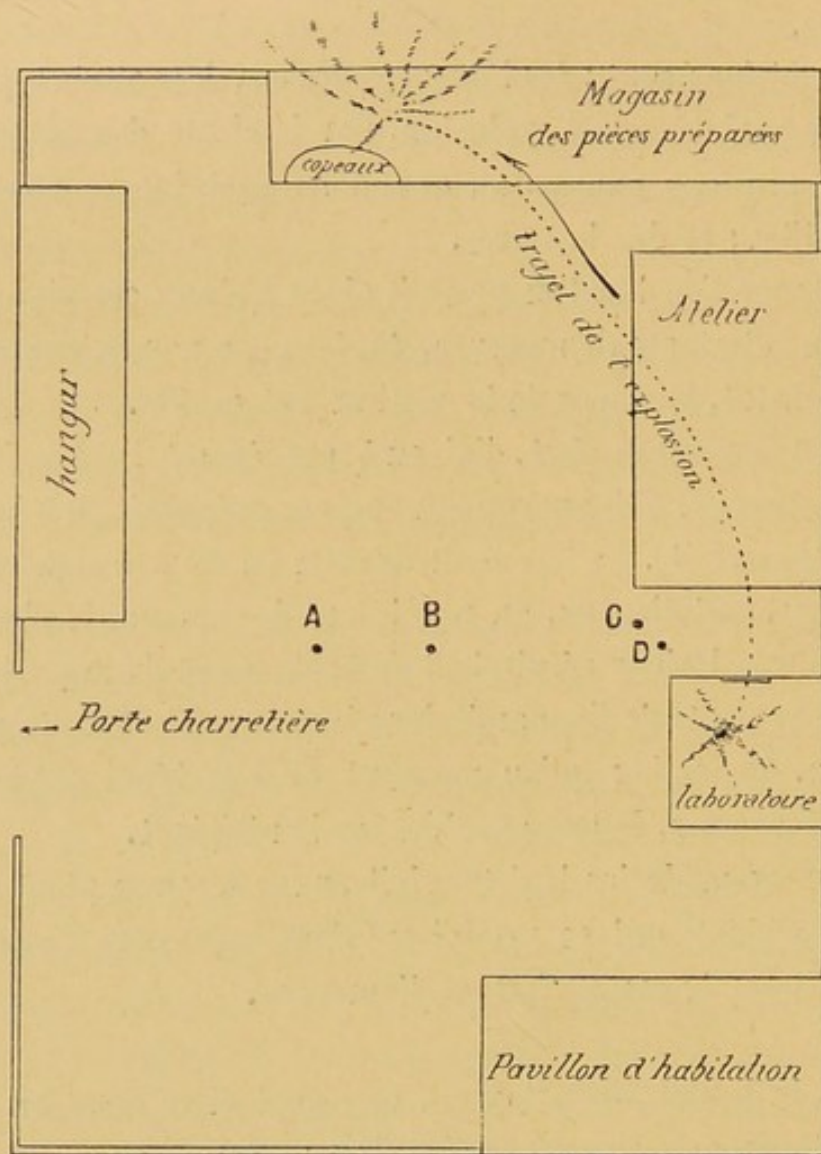 Magasin
des pièces préparées
copeaux
trajet de l'explosion
Atelier
hangar
A
B
C
D
Porte charretière
laboratoire
Pavillon d'habitation